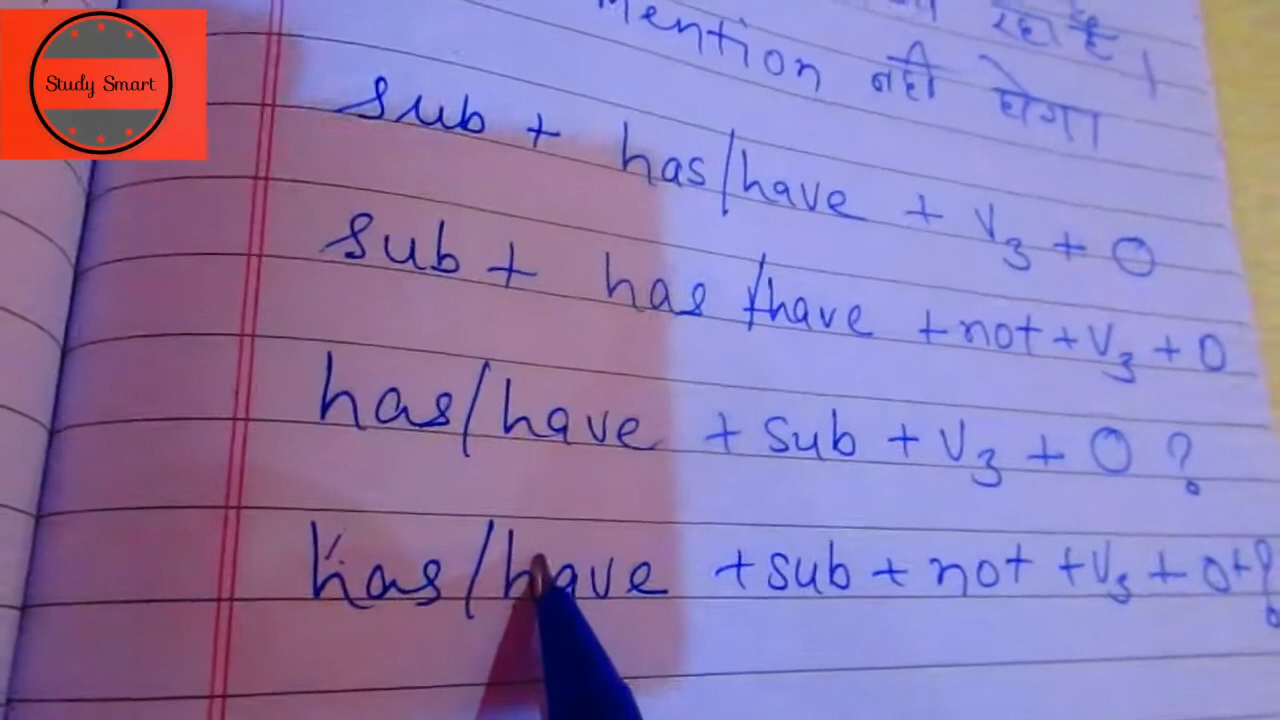 Study Smart
रहा है ।
Mention नही होगा
sub + has/have + V3 + O
sub + has/have + not + V3 + O
has/have + sub + V3 + O ?
has/have + sub + not + V3 + O + ?